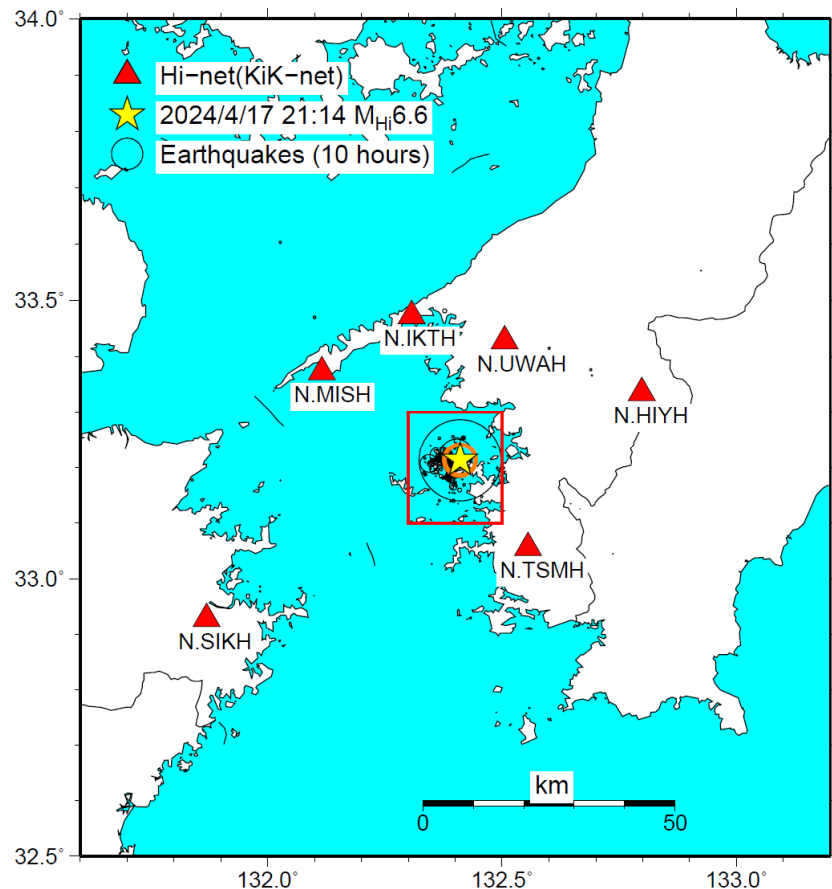 34.0°
Hi−net(KiK−net)
2024/4/17 21:14 MHi6.6
Earthquakes (10 hours)
33.5°
N.IKTH
N.UWAH
N.MISH
N.HIYH
33.0°
N.TSMH
N.SIKH
km
0 50
32.5°
132.0° 132.5° 133.0°